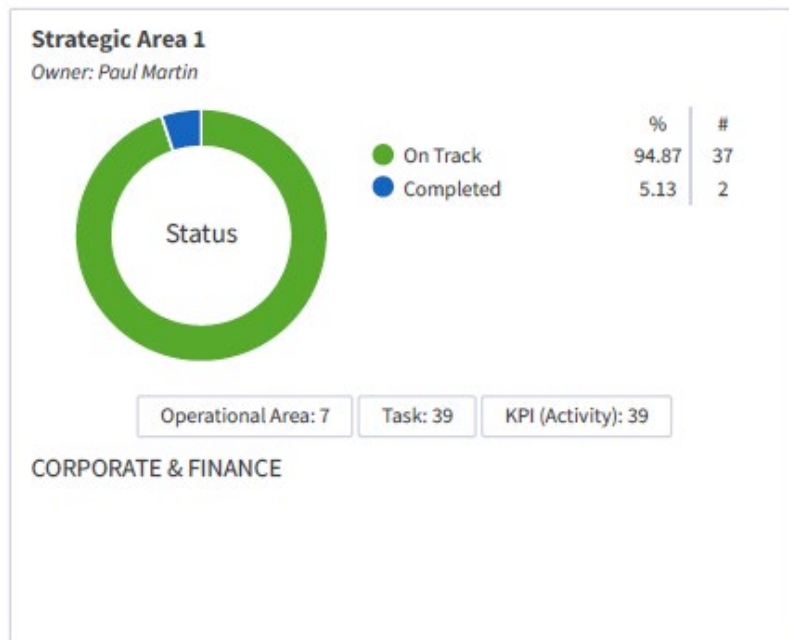 Strategic Area 1
Owner: Paul Martin
% #
On Track 94.87 37
Completed 5.13 2
Status
Operational Area: 7 Task: 39 KPI (Activity): 39
CORPORATE & FINANCE